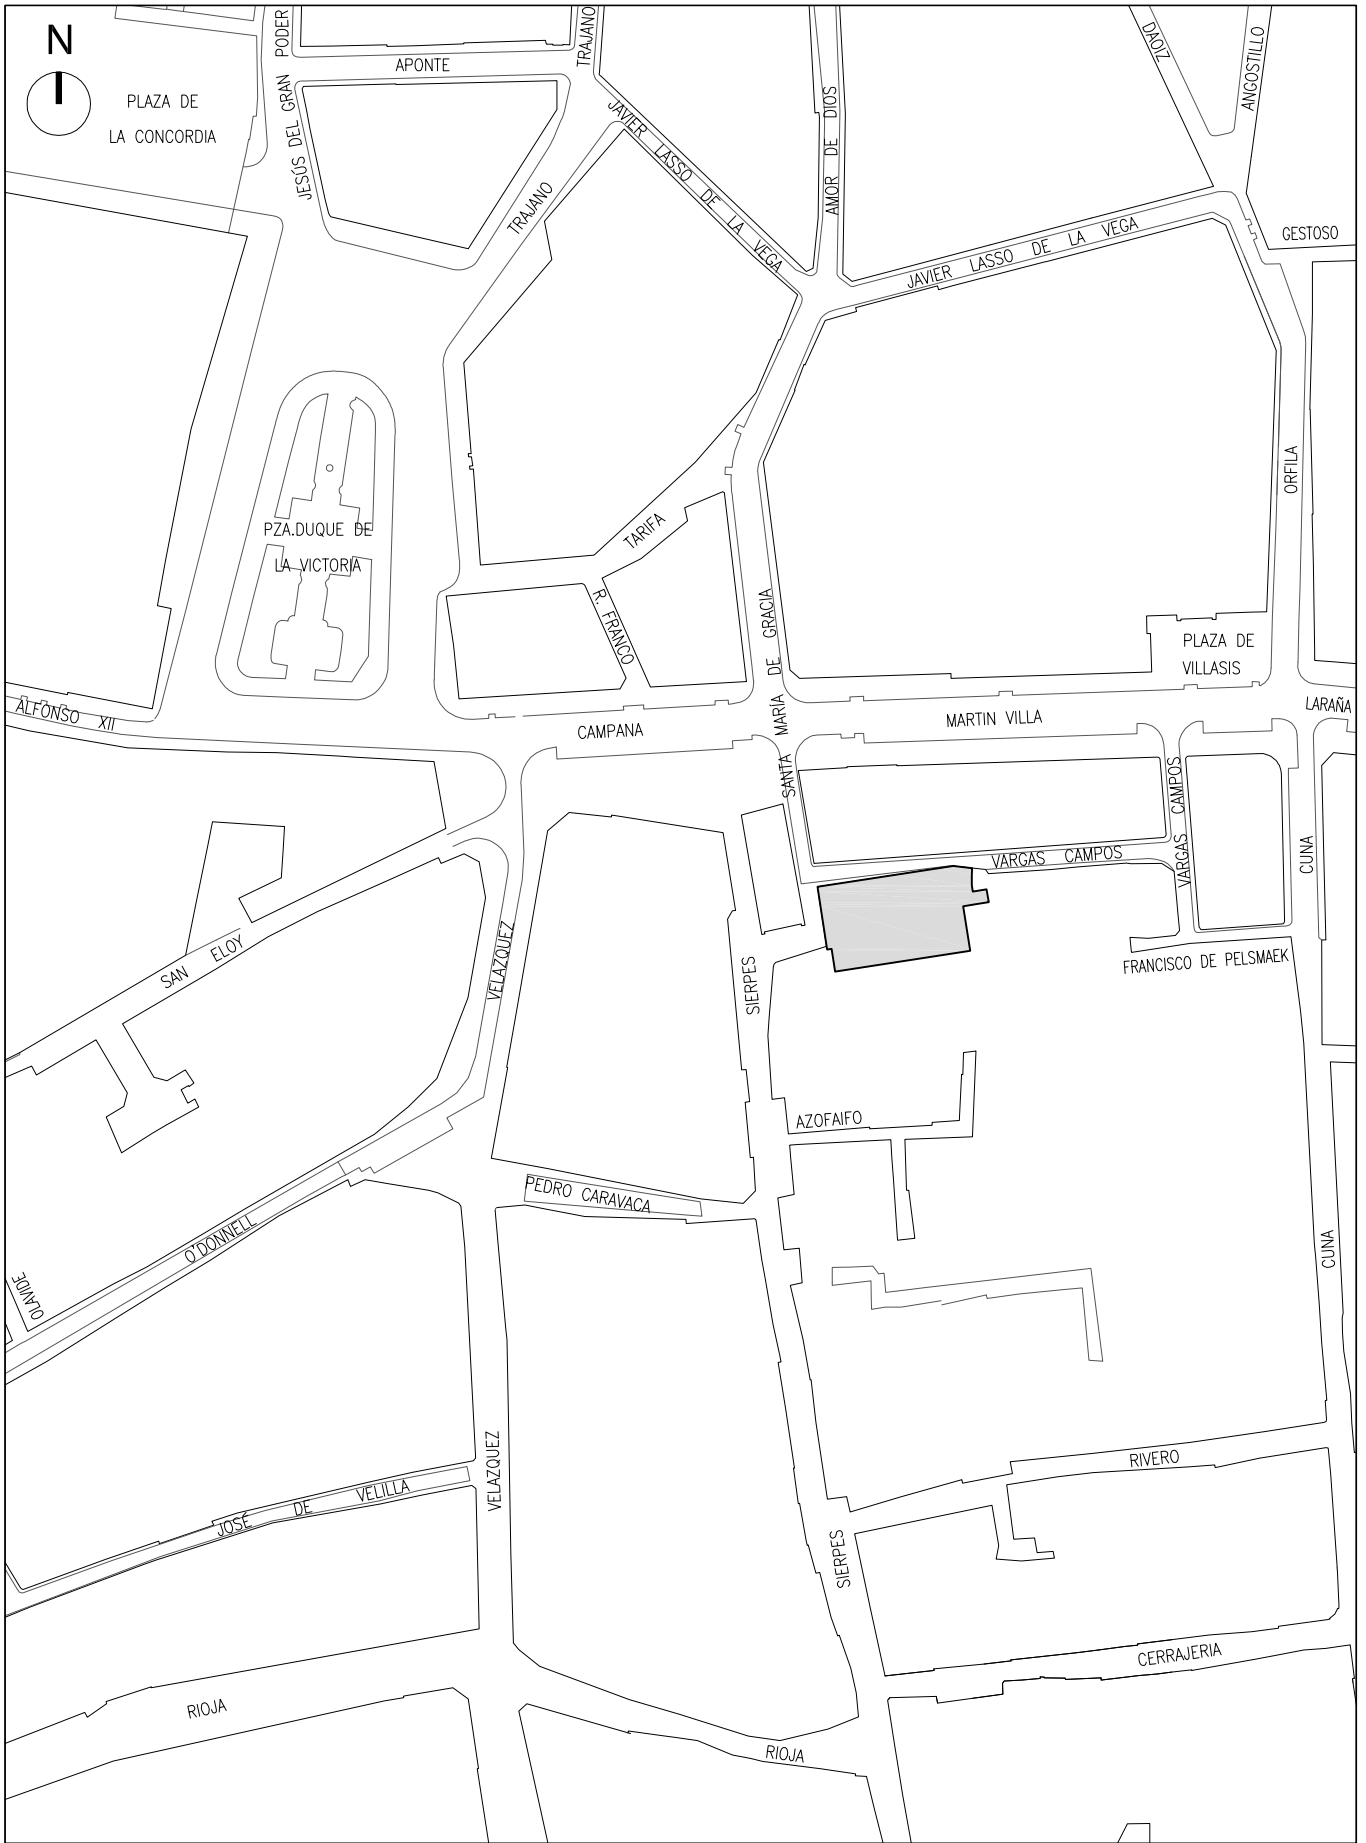 N
PLAZA DE
LA CONCORDIA
JESÚS DEL GRAN PODER
APONTE
TRAJANO
TRAJANO
JAVIER LASSO DE LA VEGA
AMOR DE DIOS
DAOIZ
ANGOSTILLO
GESTOSO
JAVIER LASSO DE LA VEGA
ORFILA
PZA.DUQUE DE
LA VICTORIA
TARIFA
R. FRANCO
SANTA MARÍA DE GRACIA
PLAZA DE
VILLASIS
ALFONSO XII
CAMPANA
MARTIN VILLA
LARAÑA
VARGAS CAMPOS
VARGAS CAMPOS
CUNA
SAN ELOY
VELAZQUEZ
SIERPES
FRANCISCO DE PELSMAEK
AZOFAIFO
PEDRO CARAVACA
O'DONNELL
OLAVIDE
CUNA
VELAZQUEZ
RIVERO
JOSÉ DE VELILLA
SIERPES
CERRAJERIA
RIOJA
RIOJA